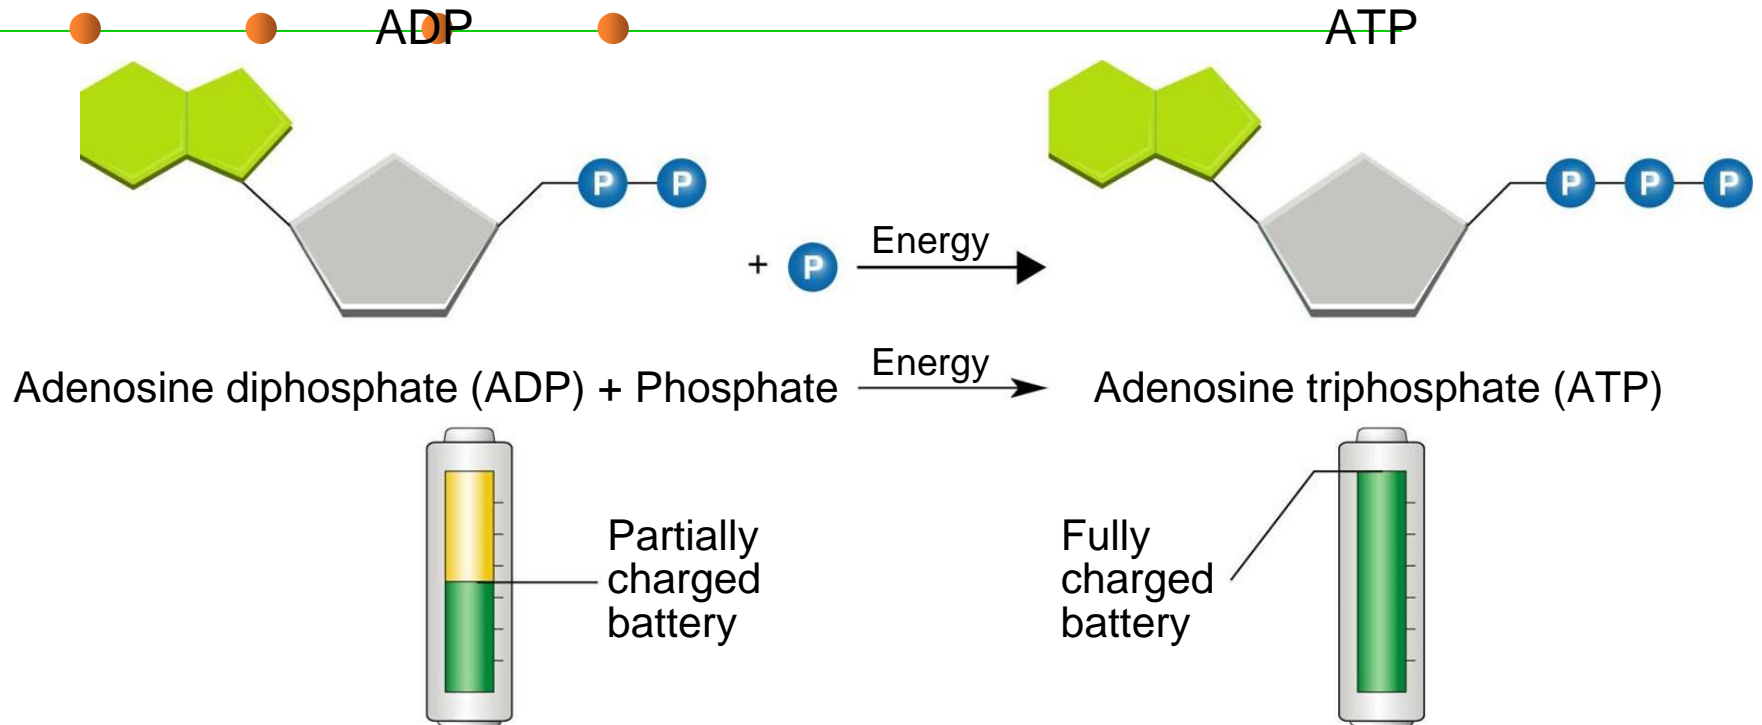 ADP
ATP
P P
P P P
+ P
Energy
Adenosine diphosphate (ADP) + Phosphate
Energy
Adenosine triphosphate (ATP)
Partially
charged
battery
Fully
charged
battery